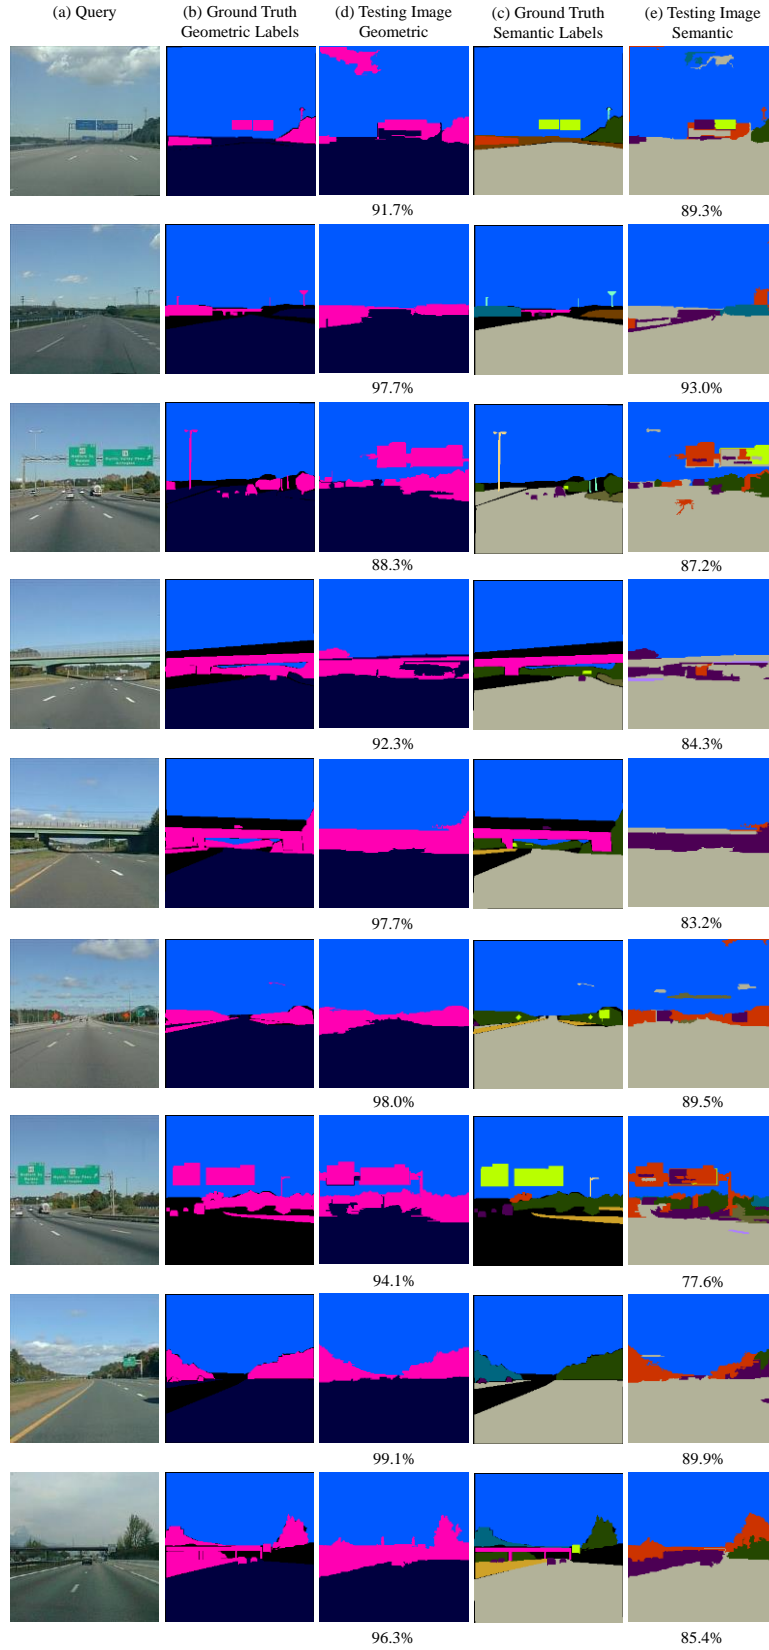 (a) Query
(b) Ground Truth
Geometric Labels
(d) Testing Image
Geometric
(c) Ground Truth
Semantic Labels
(e) Testing Image
Semantic
91.7%
89.3%
97.7%
93.0%
88.3%
87.2%
92.3%
84.3%
97.7%
83.2%
98.0%
89.5%
94.1%
77.6%
99.1%
89.9%
96.3%
85.4%